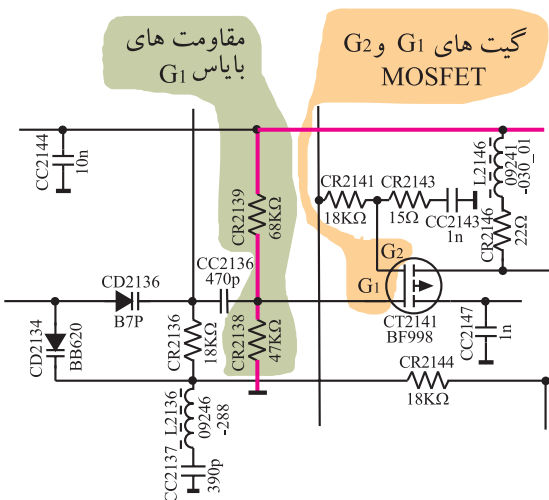 مقاومت های
بایاس G1
گیت های G1 و G2
MOSFET
CC2144
10n
CR2139
68KΩ
CR2141
18KΩ
CR2143
15Ω
CC2143
1n
L2146
09241
-030_01
CR2146
22Ω
G2
G1
CT2141
BF998
CC2147
1n
CD2136
B7P
CC2136
470p
CD2134
BB620
CR2136
18KΩ
CR2138
47KΩ
CR2144
18KΩ
L2136
09246
-288
CC2137
390p